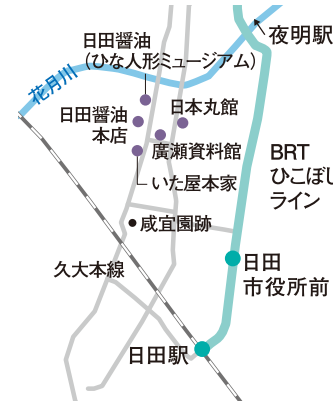 夜明駅
日田醤油
（ひな人形ミュージアム）
花月川
日本丸館
日田醤油
本店
廣瀬資料館
いた屋本家
BRT
ひこぼし
ライン
咸宜園跡
日田
市役所前
久大本線
日田駅